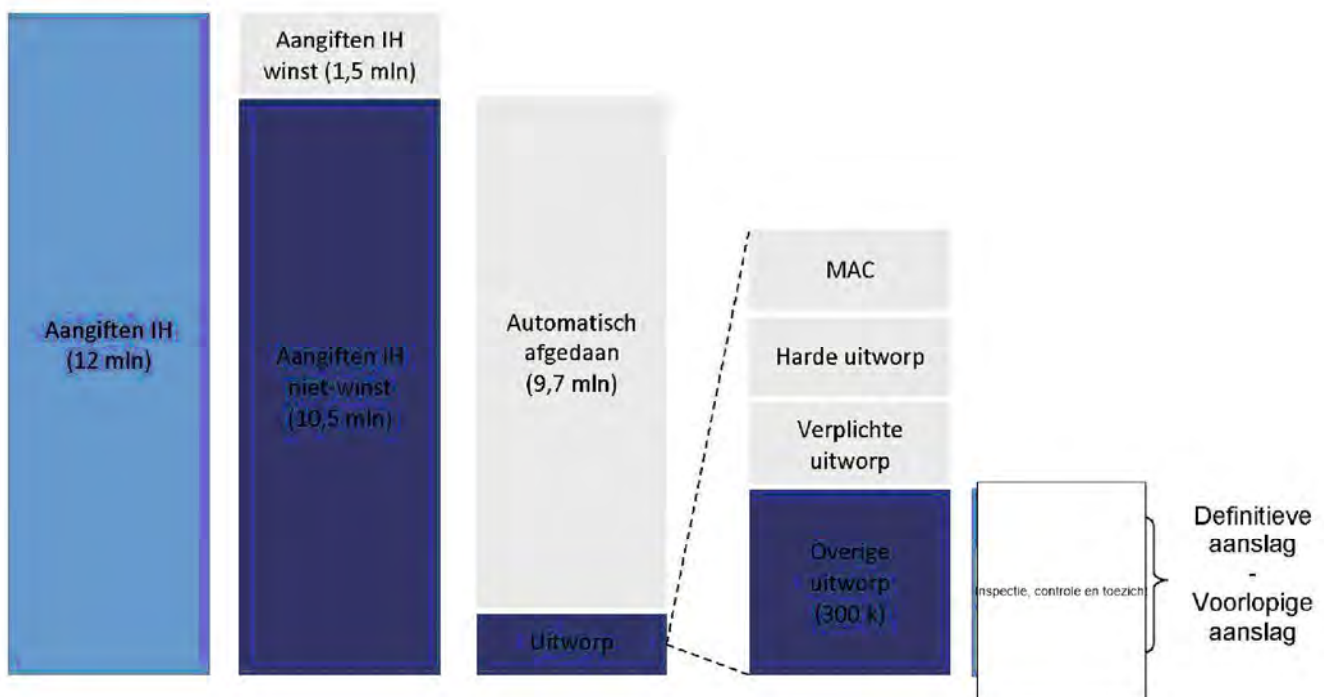 Aangiften IH
(12 mln)
Aangiften IH
winst (1,5 mln)
Aangiften IH
niet-winst
(10,5 mln)
Automatisch
afgedaan
(9,7 mln)
Uitworp
MAC
Harde uitworp
Verplichte
uitworp
Overige
uitworp
(300 k)
Inspectie, controle en toezicht
Definitieve
aanslag
-
Voorlopige
aanslag